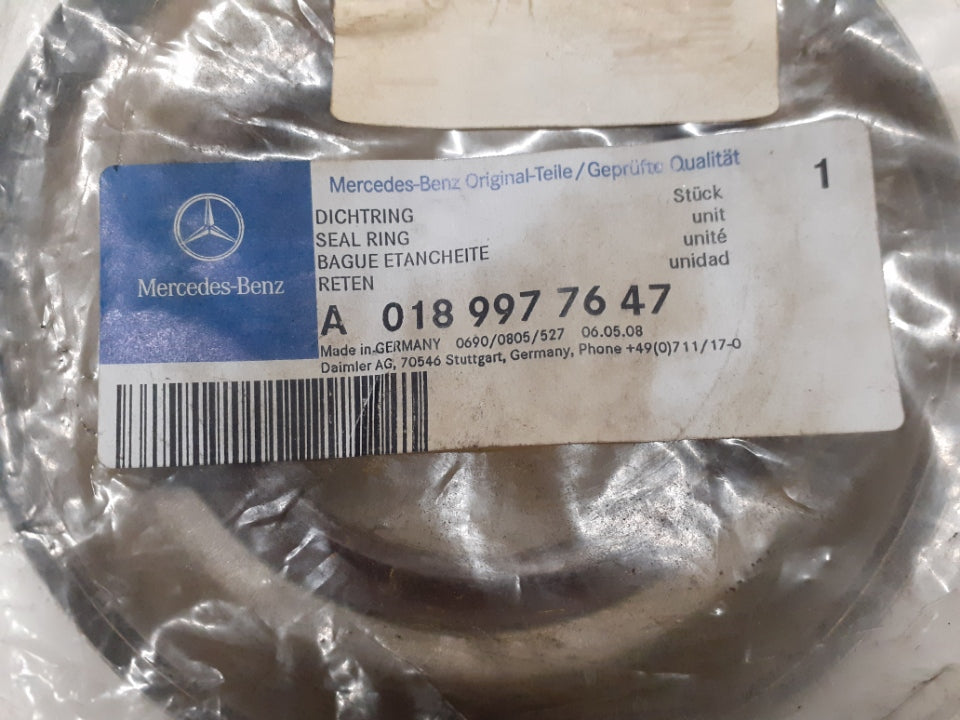 Mercedes-Benz Original-Teile/Geprüfte Qualität
1
Mercedes-Benz
DICHTRING
Stück
SEAL RING
unit
BAGUE ETANCHEITE
unité
RETEN
unidad
A 018 997 76 47
Made in GERMANY 0690/0805/527 06.05.08
Daimler AG, 70546 Stuttgart, Germany, Phone +49(0)711/17-0